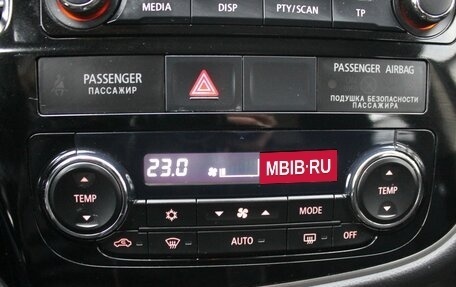 MEDIA DISP PTY/SCAN TP
PASSENGER
ПАССАЖИР
PASSENGER AIRBAG
ПОДУШКА БЕЗОПАСНОСТИ
ПАССАЖИРА
23.0
MBIB·RU
TEMP
TEMP
MODE
AUTO
OFF